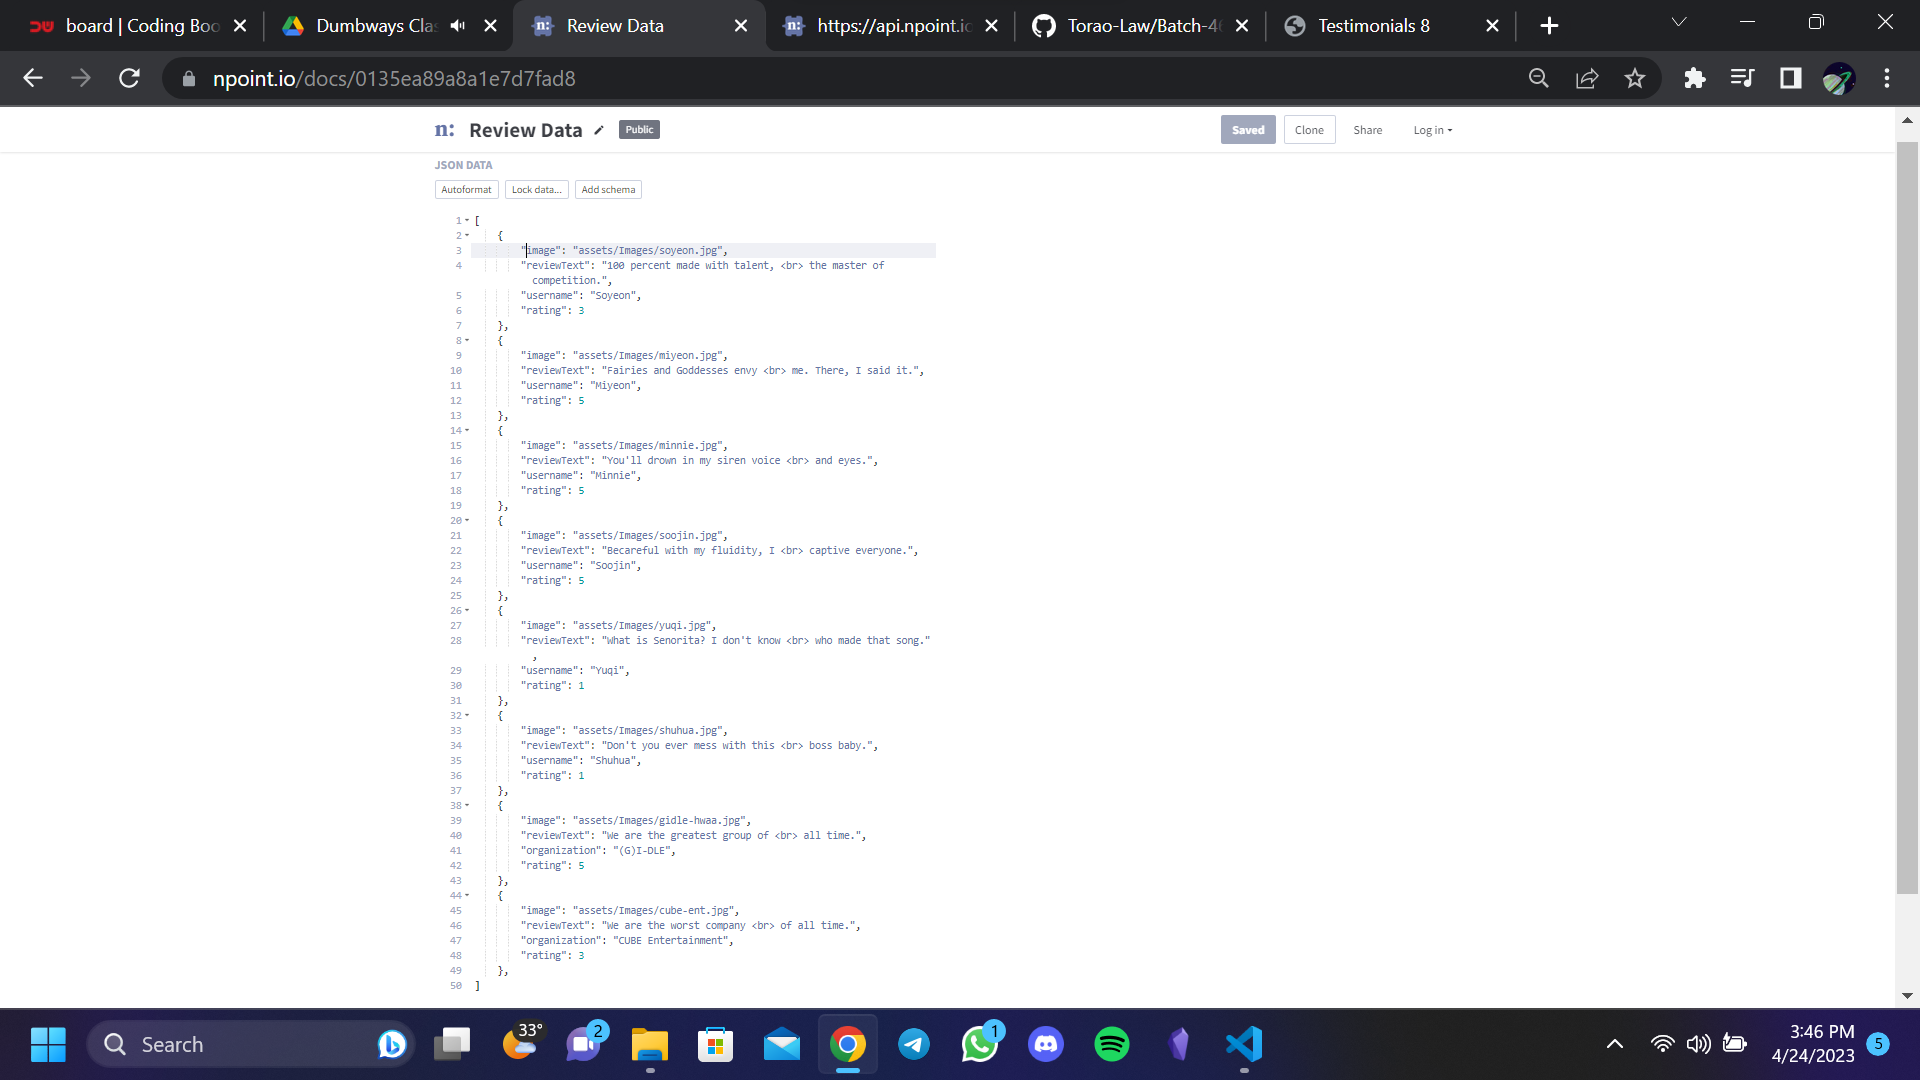 board | Coding Boo
Dumbways Cla
Review Data
https://api.npoint.io
Torao-Law/Batch-46
Testimonials 8
npoint.io/docs/0135ea89a8a1e7d7fad8
n: Review Data Public Saved Clone Share Log in
JSON DATA
Autoformat Lock data... Add schema
1 [
2 {
3 "image": "assets/Images/soyeon.jpg",
4 "reviewText": "100 percent made with talent, <br> the master of
competition.",
5 "username": "Soyeon",
6 "rating": 3
7 },
8 {
9 "image": "assets/Images/miyeon.jpg",
10 "reviewText": "Fairies and Goddesses envy <br> me. There, I said it.",
11 "username": "Miyeon",
12 "rating": 5
13 },
14 {
15 "image": "assets/Images/minnie.jpg",
16 "reviewText": "You'll drown in my siren voice <br> and eyes.",
17 "username": "Minnie",
18 "rating": 5
19 },
20 {
21 "image": "assets/Images/soojin.jpg",
22 "reviewText": "Becareful with my fluidity, I <br> captive everyone.",
23 "username": "Soojin",
24 "rating": 5
25 },
26 {
27 "image": "assets/Images/yuqi.jpg",
28 "reviewText": "What is Senorita? I don't know <br> who made that song."
,
29 "username": "Yuqi",
30 "rating": 1
31 },
32 {
33 "image": "assets/Images/shuhua.jpg",
34 "reviewText": "Don't you ever mess with this <br> boss baby.",
35 "username": "Shuhua",
36 "rating": 1
37 },
38 {
39 "image": "assets/Images/gidle-hwaa.jpg",
40 "reviewText": "We are the greatest group of <br> all time.",
41 "organization": "(G)I-DLE",
42 "rating": 5
43 },
44 {
45 "image": "assets/Images/cube-ent.jpg",
46 "reviewText": "We are the worst company <br> of all time.",
47 "organization": "CUBE Entertainment",
48 "rating": 3
49 },
50 ]
Search
33°
2
1
3:46 PM
4/24/2023
5